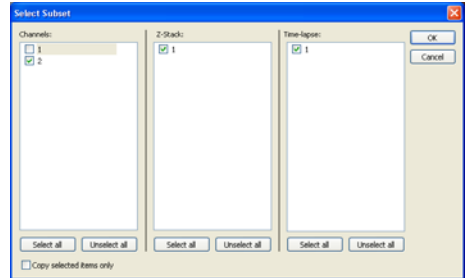 Select Subset
Channels:
1
2
Z-Stack:
1
Time-lapse:
1
OK
Cancel
Select all
Unselect all
Select all
Unselect all
Select all
Unselect all
Copy selected items only